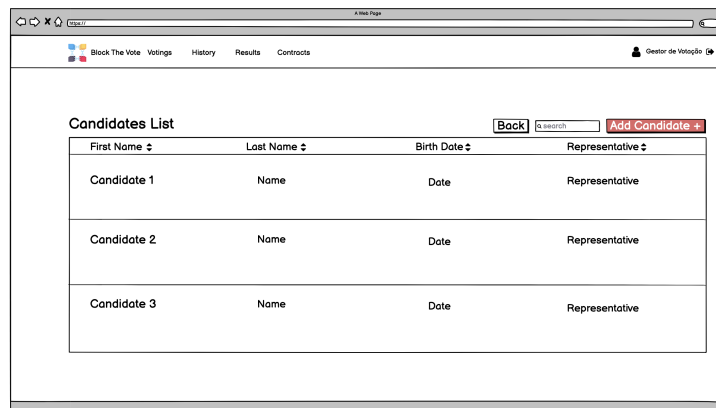 A Web Page
https://
Block The Vote Votings History Results Contracts Gestor de Votação
Candidates List Back search Add Candidate +
First Name Last Name Birth Date Representative
Candidate 1 Name Date Representative
Candidate 2 Name Date Representative
Candidate 3 Name Date Representative